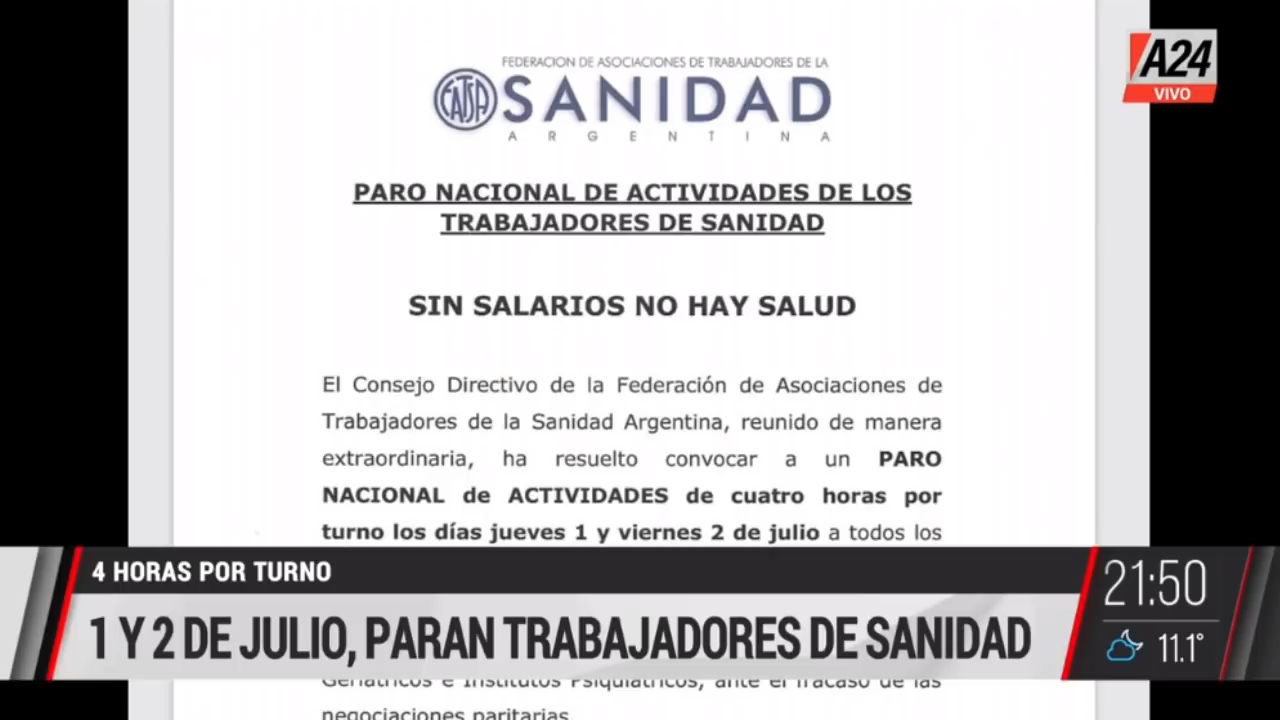 FEDERACION DE ASOCIACIONES DE TRABAJADORES DE LA
FATSA SANIDAD
ARGENTINA
A24
VIVO
PARO NACIONAL DE ACTIVIDADES DE LOS
TRABAJADORES DE SANIDAD
SIN SALARIOS NO HAY SALUD
El Consejo Directivo de la Federación de Asociaciones de
Trabajadores de la Sanidad Argentina, reunido de manera
extraordinaria, ha resuelto convocar a un PARO
NACIONAL de ACTIVIDADES de cuatro horas por
turno los días jueves 1 y viernes 2 de julio a todos los
4 HORAS POR TURNO
1 Y 2 DE JULIO, PARAN TRABAJADORES DE SANIDAD
21:50
11.1°
Geriátricos e Institutos Psiquiátricos, ante el fracaso de las
negociaciones paritarias.